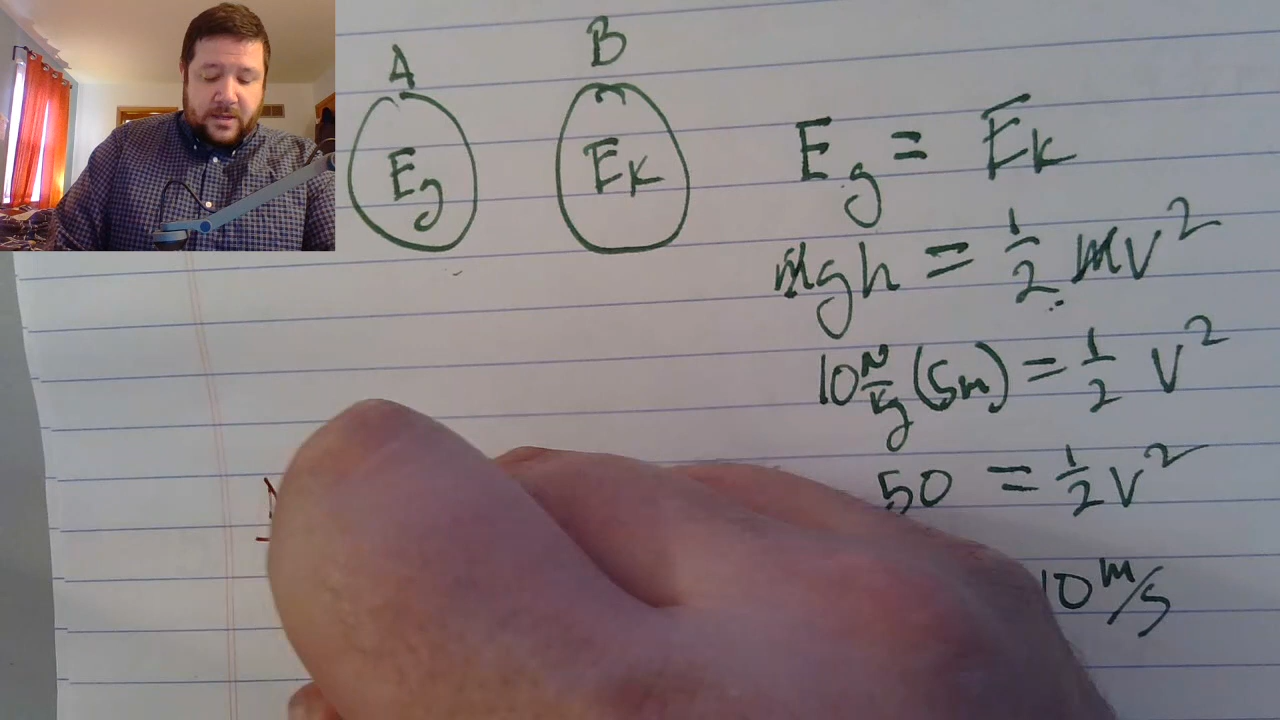 A
B
Eg
Ek
Eg = Ek
mgh = 1/2 mv²
10 N/kg (5m) = 1/2 v²
50 = 1/2 v²
10 m/s